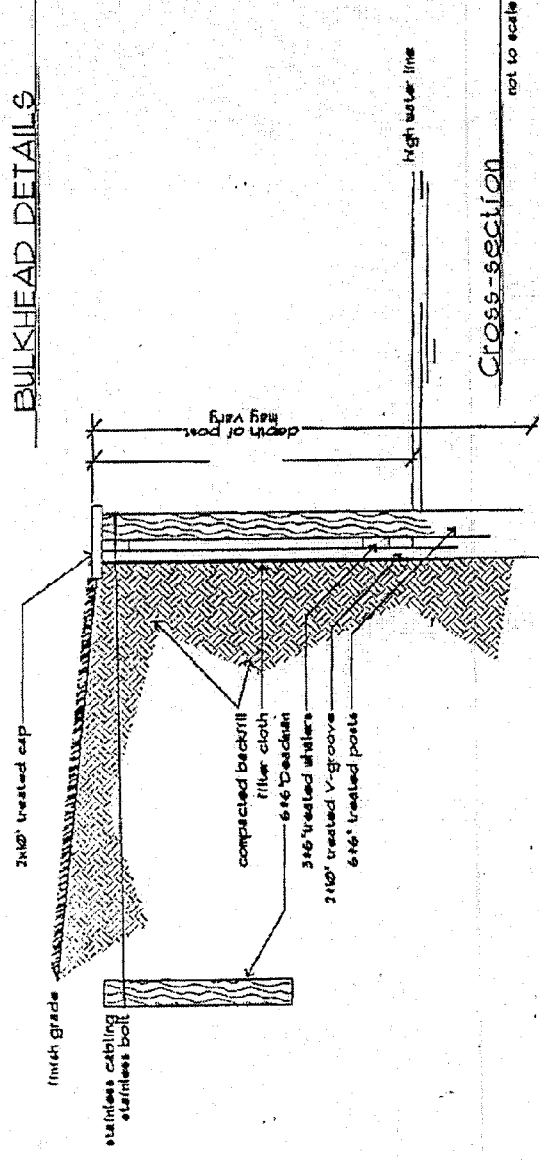 BULKHEAD DETAILS
2x10" treated cap
finish grade
stainless cabling
stainless bolt
compacted backfill
filter cloth
6x6" Deadman
3x6" treated whalers
2x10" treated V-groove
6x6" treated posts
depth of post
may vary
high water line
Cross-section
not to scale